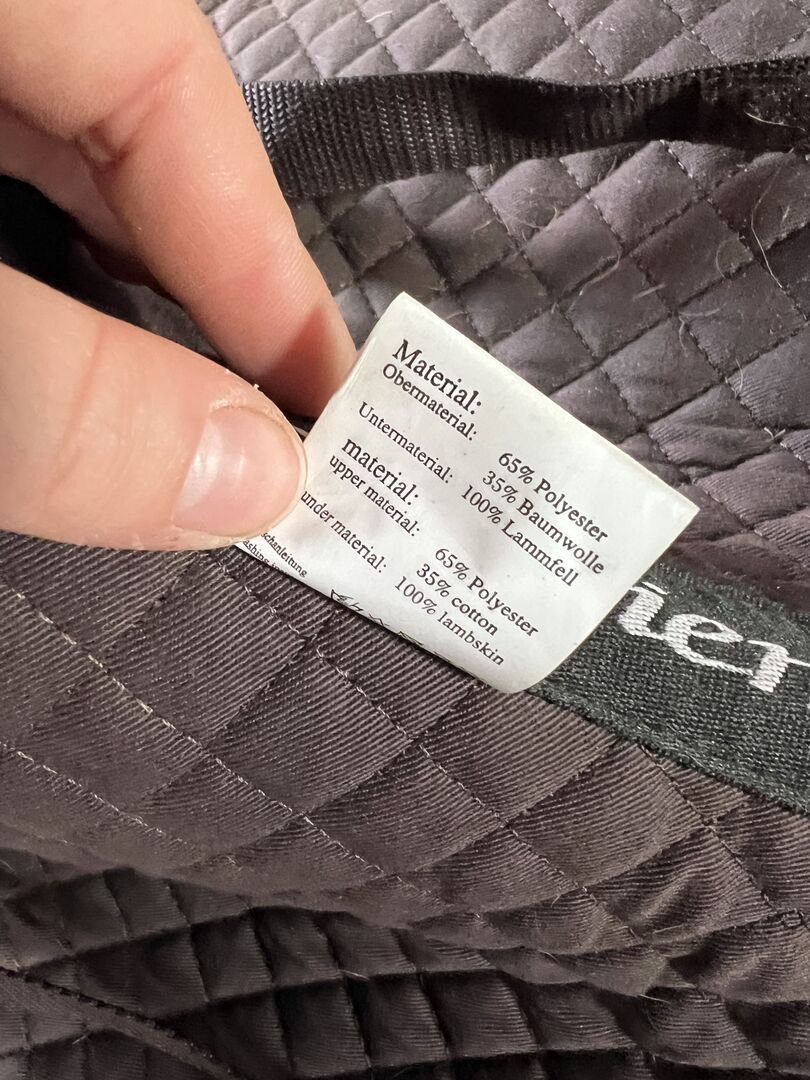 Material:
Obermaterial:
65% Polyester
35% Baumwolle
Untermaterial: 100% Lammfell
material:
upper material:
65% Polyester
35% cotton
under material: 100% lambskin